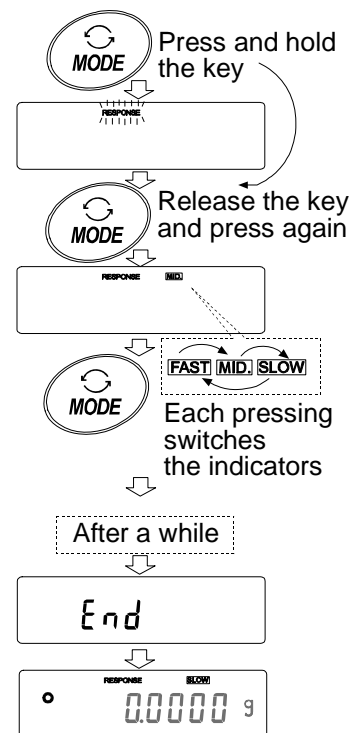 MODE
Press and hold
the key
RESPONSE
MODE
Release the key
and press again
RESPONSE MID.
FAST MID. SLOW
MODE
Each pressing
switches
the indicators
After a while
End
RESPONSE SLOW
0.0000 g